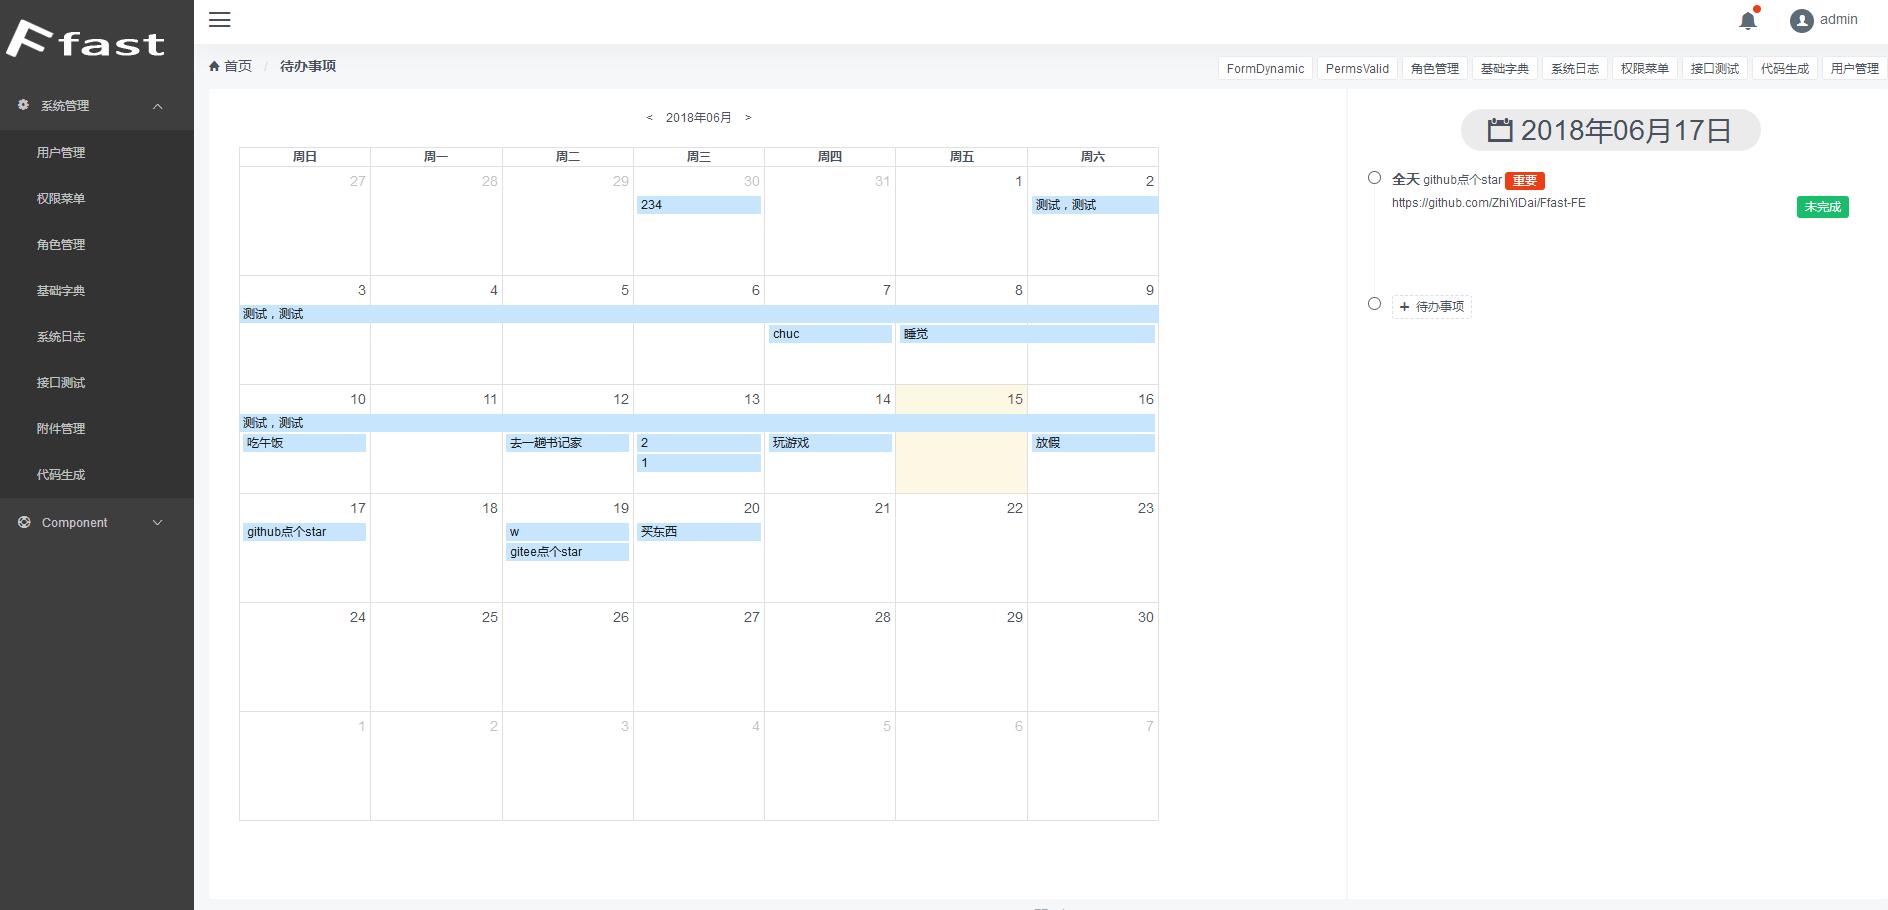 Ffast
admin
首页 / 待办事项
FormDynamic PermsValid 角色管理 基础字典 系统日志 权限菜单 接口测试 代码生成 用户管理
系统管理
用户管理
权限菜单
角色管理
基础字典
系统日志
接口测试
附件管理
代码生成
Component
< 2018年06月 >
周日 周一 周二 周三 周四 周五 周六
27 28 29 30 31 1 2
234 测试，测试
3 4 5 6 7 8 9
测试，测试
chuc 睡觉
10 11 12 13 14 15 16
测试，测试
吃午饭 去一趟书记家 2 玩游戏 放假
1
17 18 19 20 21 22 23
github点个star w 买东西
gitee点个star
24 25 26 27 28 29 30
1 2 3 4 5 6 7
2018年06月17日
全天 github点个star 重要
https://github.com/ZhiYiDai/Ffast-FE
未完成
+ 待办事项